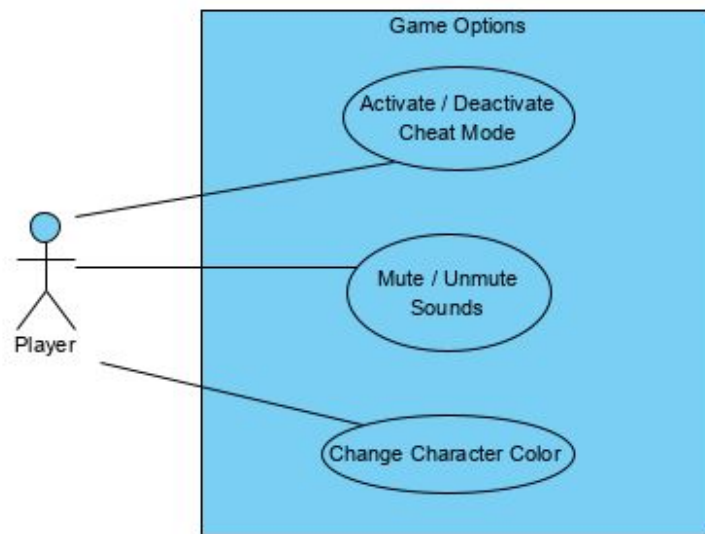 Game Options
Activate / Deactivate
Cheat Mode
Mute / Unmute
Sounds
Player
Change Character Color